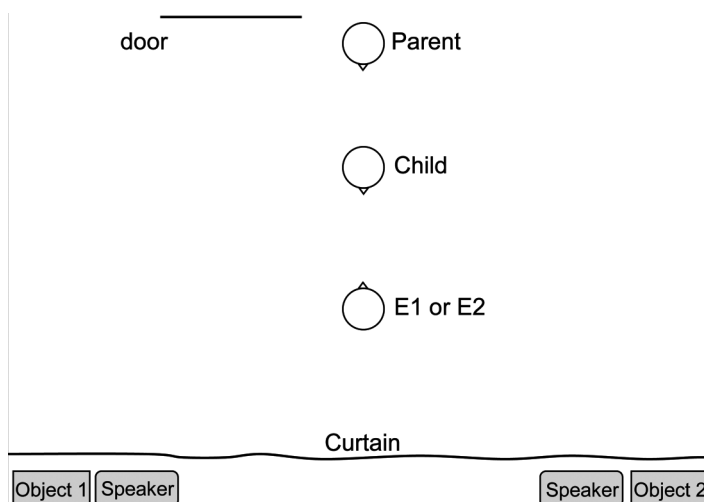 door
Parent
Child
E1 or E2
Curtain
Object 1
Speaker
Speaker
Object 2